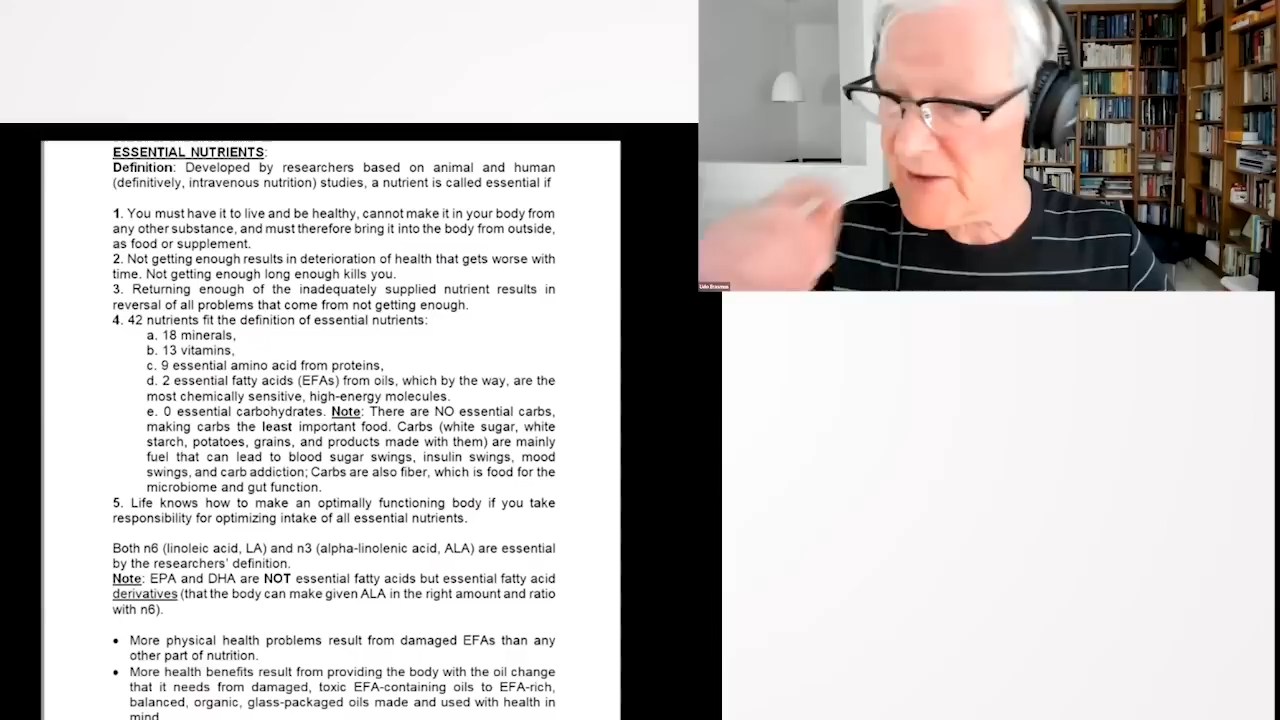 ESSENTIAL NUTRIENTS:
Definition: Developed by researchers based on animal and human
(definitively, intravenous nutrition) studies, a nutrient is called essential if
1. You must have it to live and be healthy, cannot make it in your body from
any other substance, and must therefore bring it into the body from outside,
as food or supplement.
2. Not getting enough results in deterioration of health that gets worse with
time. Not getting enough long enough kills you.
3. Returning enough of the inadequately supplied nutrient results in
reversal of all problems that come from not getting enough.
4. 42 nutrients fit the definition of essential nutrients:
a. 18 minerals,
b. 13 vitamins,
c. 9 essential amino acid from proteins,
d. 2 essential fatty acids (EFAs) from oils, which by the way, are the
most chemically sensitive, high-energy molecules.
e. 0 essential carbohydrates. Note: There are NO essential carbs,
making carbs the least important food. Carbs (white sugar, white
starch, potatoes, grains, and products made with them) are mainly
fuel that can lead to blood sugar swings, insulin swings, mood
swings, and carb addiction; Carbs are also fiber, which is food for the
microbiome and gut function.
5. Life knows how to make an optimally functioning body if you take
responsibility for optimizing intake of all essential nutrients.
Both n6 (linoleic acid, LA) and n3 (alpha-linolenic acid, ALA) are essential
by the researchers' definition.
Note: EPA and DHA are NOT essential fatty acids but essential fatty acid
derivatives (that the body can make given ALA in the right amount and ratio
with n6).
• More physical health problems result from damaged EFAs than any
other part of nutrition.
• More health benefits result from providing the body with the oil change
that it needs from damaged, toxic EFA-containing oils to EFA-rich,
balanced, organic, glass-packaged oils made and used with health in
mind
Udo Erasmus